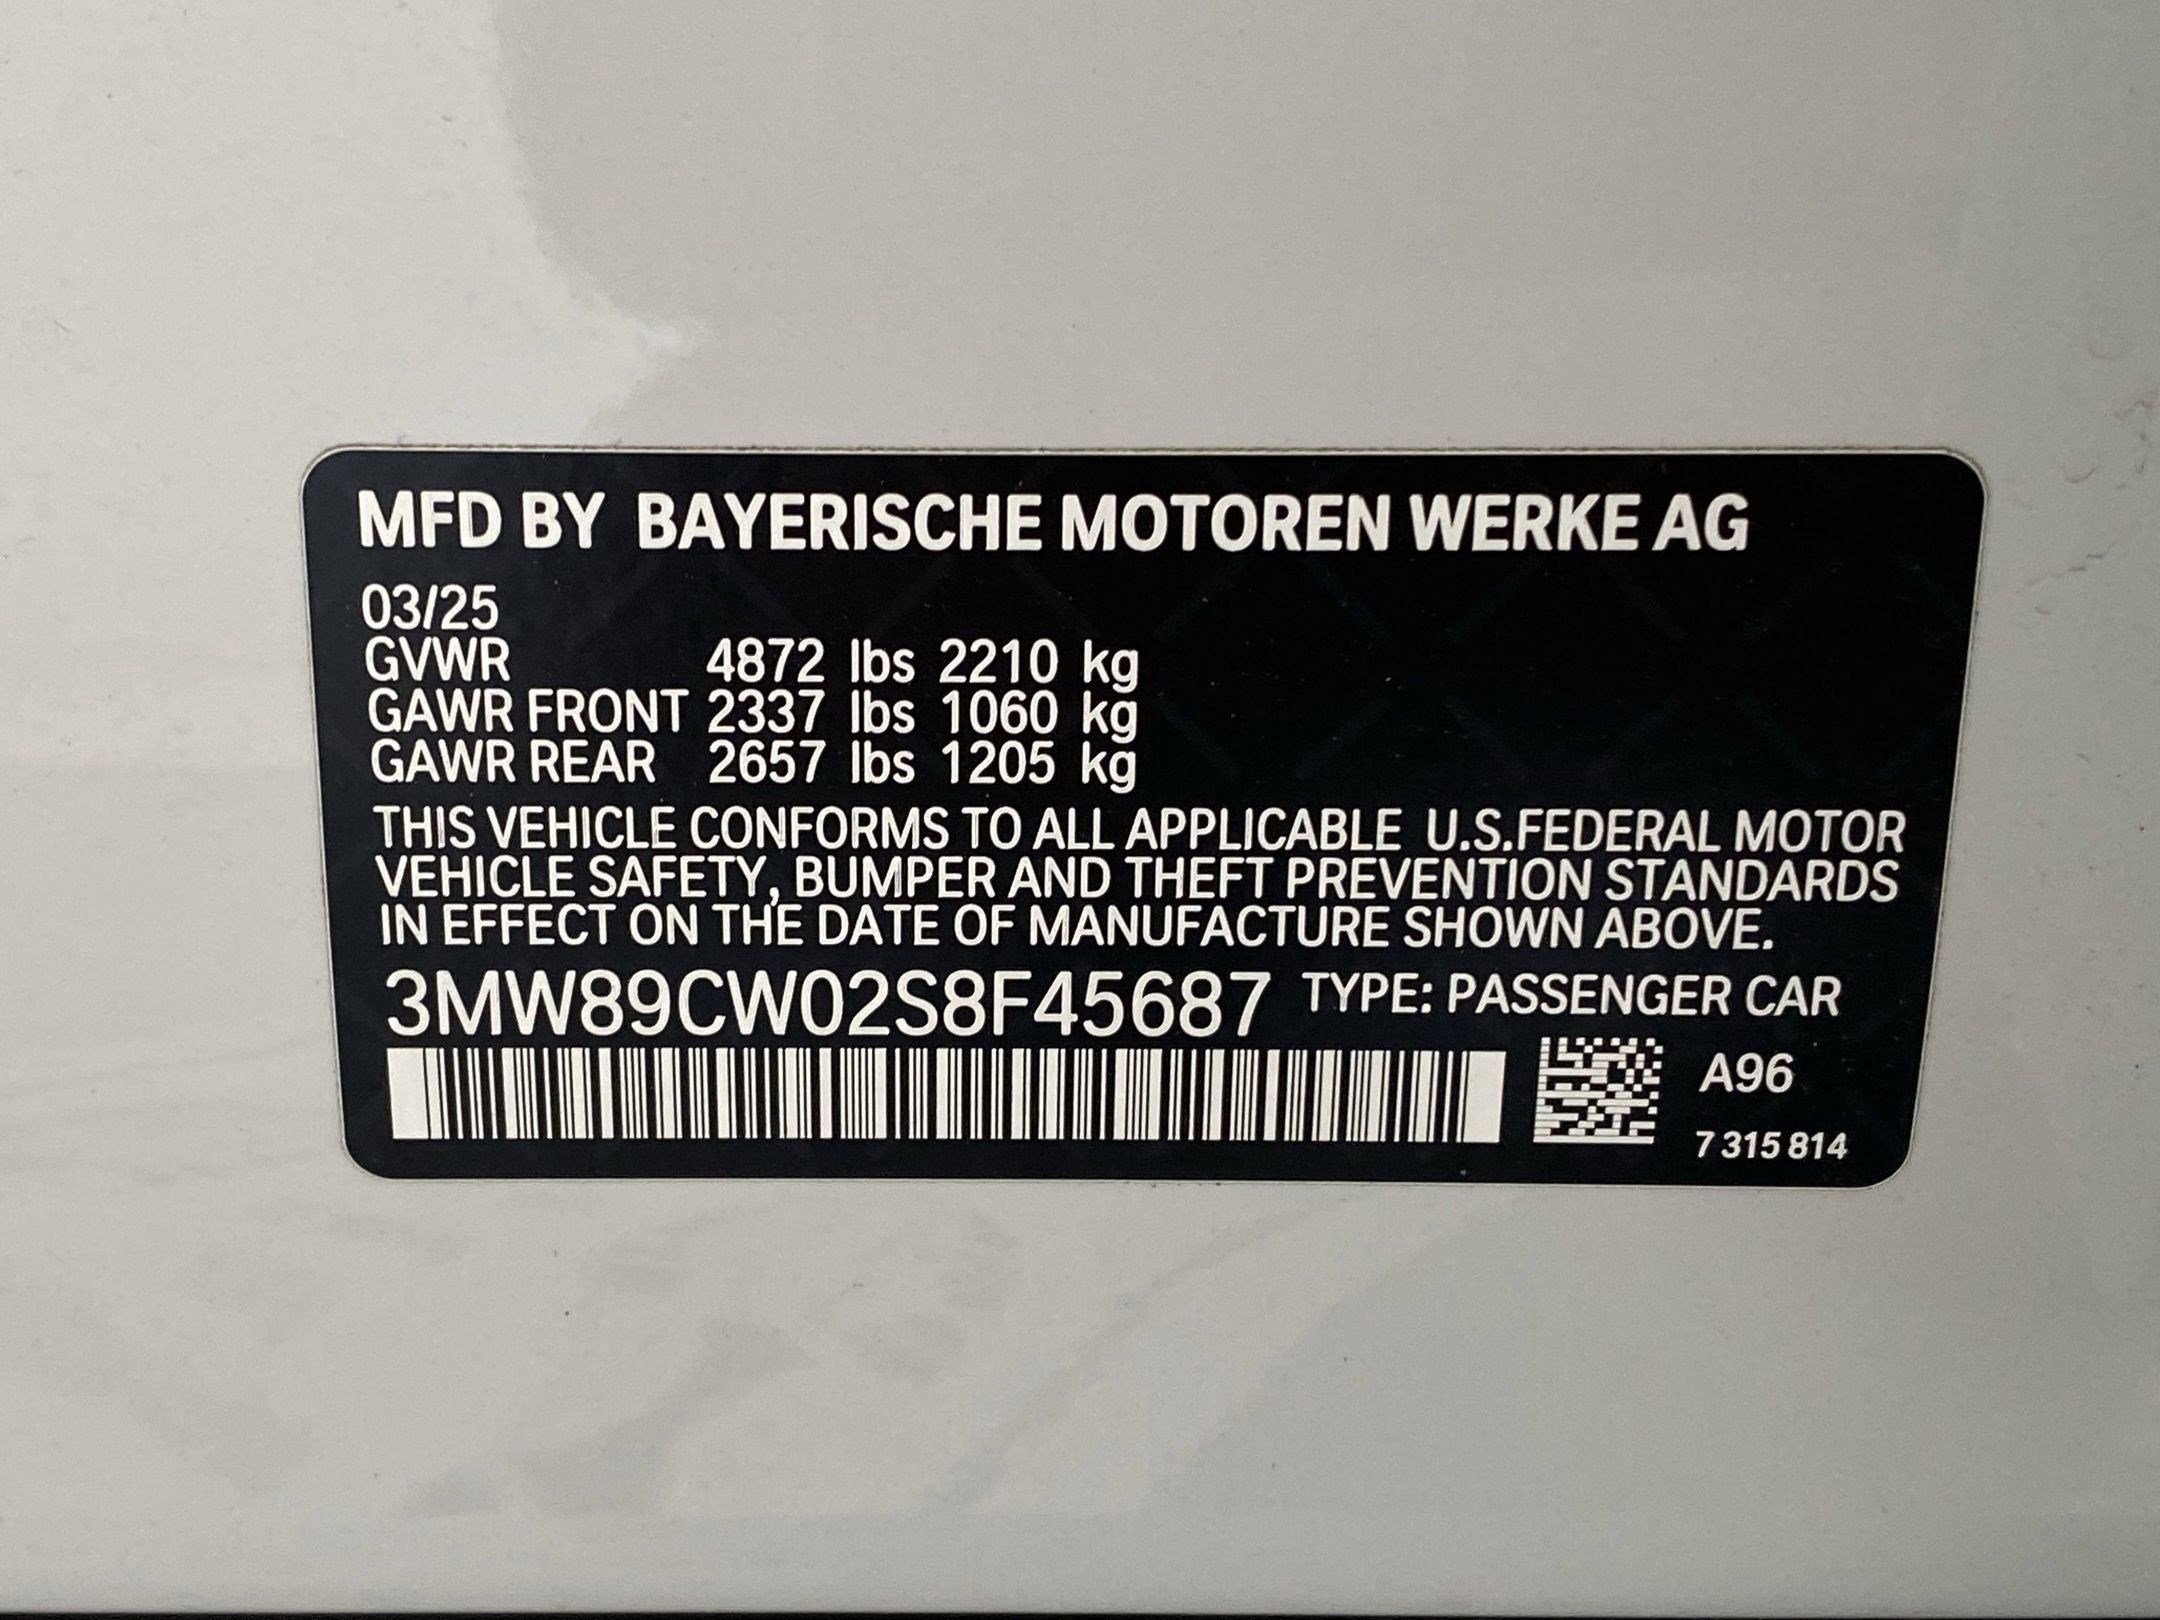 MFD BY BAYERISCHE MOTOREN WERKE AG
03/25
GVWR 4872 lbs 2210 kg
GAWR FRONT 2337 lbs 1060 kg
GAWR REAR 2657 lbs 1205 kg
THIS VEHICLE CONFORMS TO ALL APPLICABLE U.S.FEDERAL MOTOR
VEHICLE SAFETY, BUMPER AND THEFT PREVENTION STANDARDS
IN EFFECT ON THE DATE OF MANUFACTURE SHOWN ABOVE.
3MW89CW02S8F45687 TYPE: PASSENGER CAR
A96
7 315 814